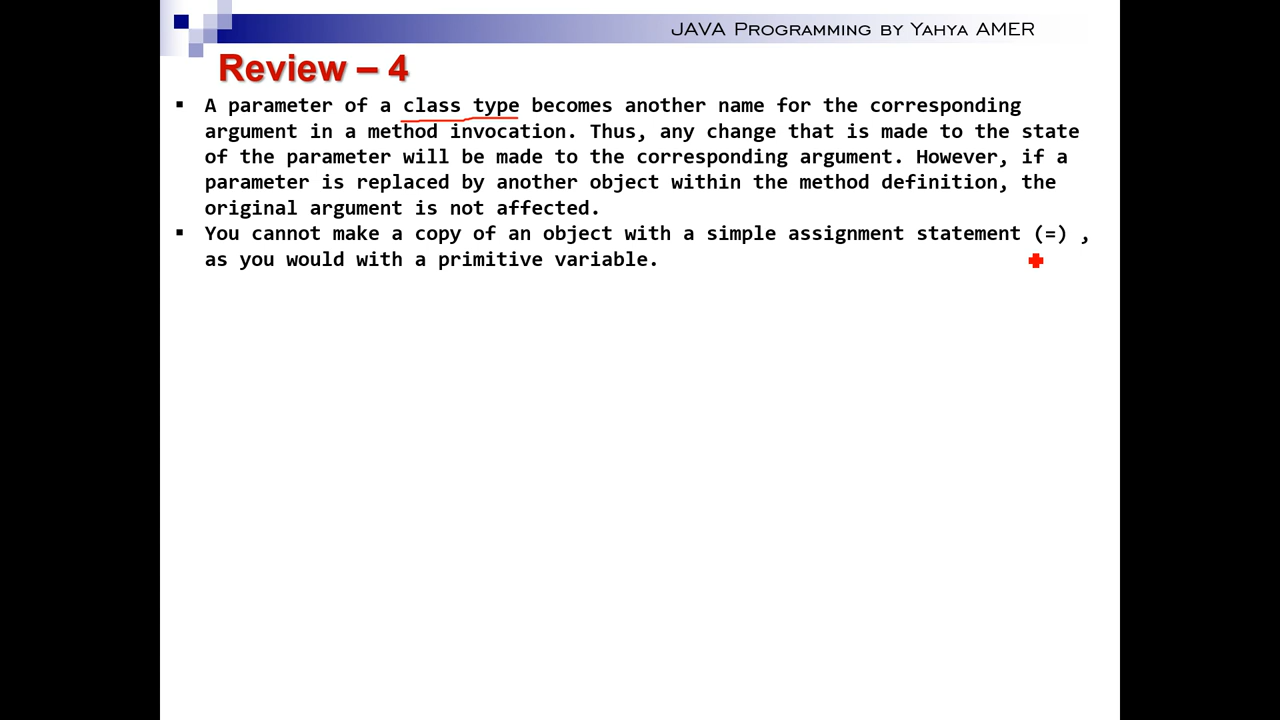 JAVA PROGRAMMING BY YAHYA AMER
Review – 4
▪ A parameter of a class type becomes another name for the corresponding
argument in a method invocation. Thus, any change that is made to the state
of the parameter will be made to the corresponding argument. However, if a
parameter is replaced by another object within the method definition, the
original argument is not affected.
▪ You cannot make a copy of an object with a simple assignment statement (=) ,
as you would with a primitive variable.